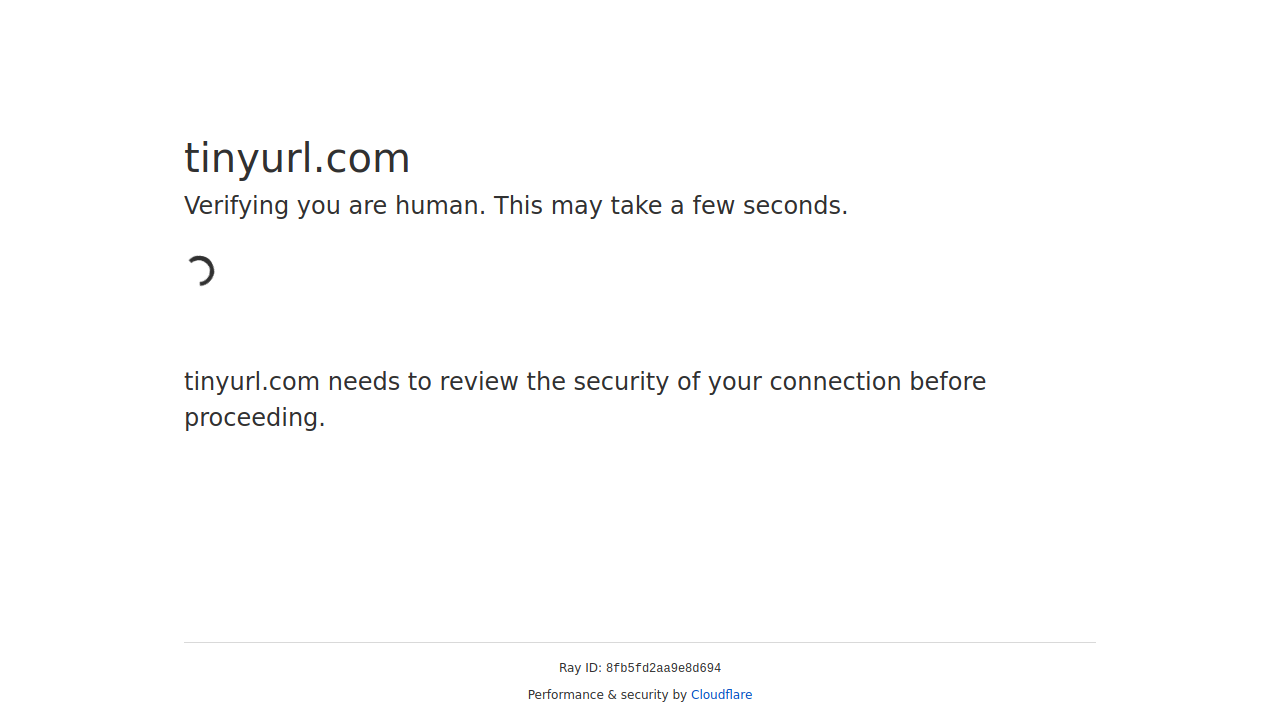 tinyurl.com
Verifying you are human. This may take a few seconds.
tinyurl.com needs to review the security of your connection before
proceeding.
Ray ID: 8fb5fd2aa9e8d694
Performance & security by Cloudflare